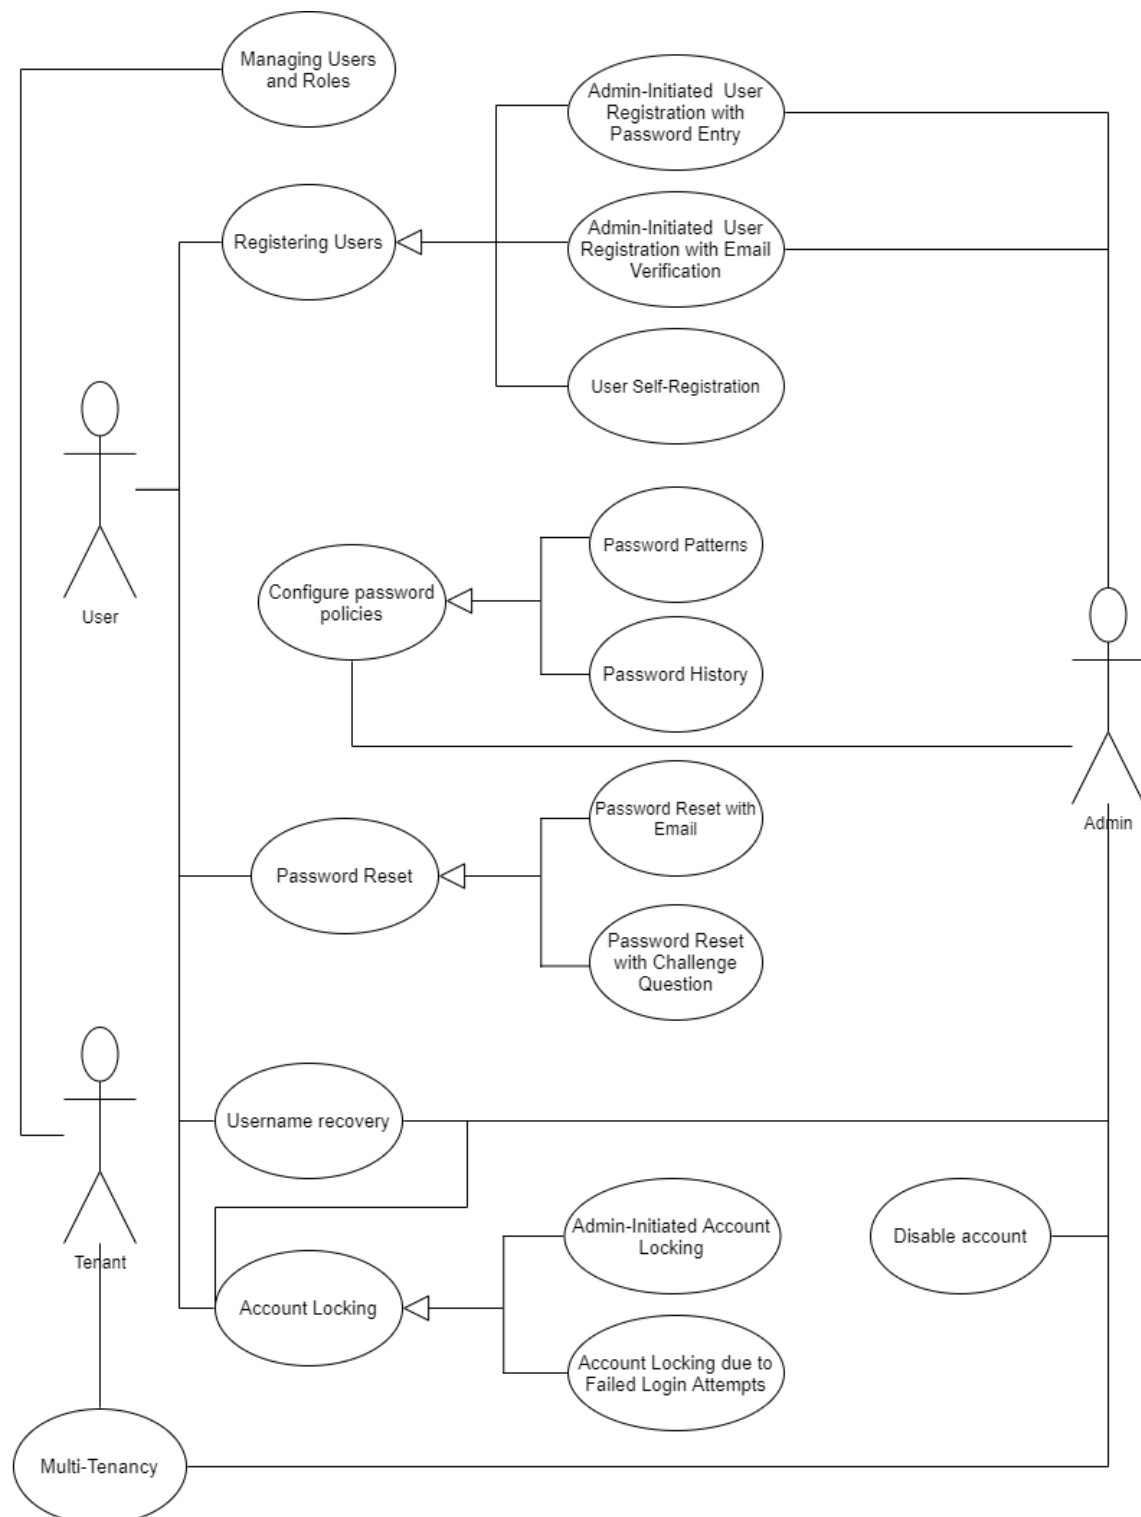 Managing Users
and Roles
Admin-Initiated  User
Registration with
Password Entry
Registering Users
Admin-Initiated  User
Registration with Email
Verification
User Self-Registration
User
Password Patterns
Configure password
policies
Password History
Admin
Password Reset with
Email
Password Reset
Password Reset
with Challenge
Question
Username recovery
Tenant
Admin-Initiated Account
Locking
Disable account
Account Locking
Account Locking due to
Failed Login Attempts
Multi-Tenancy